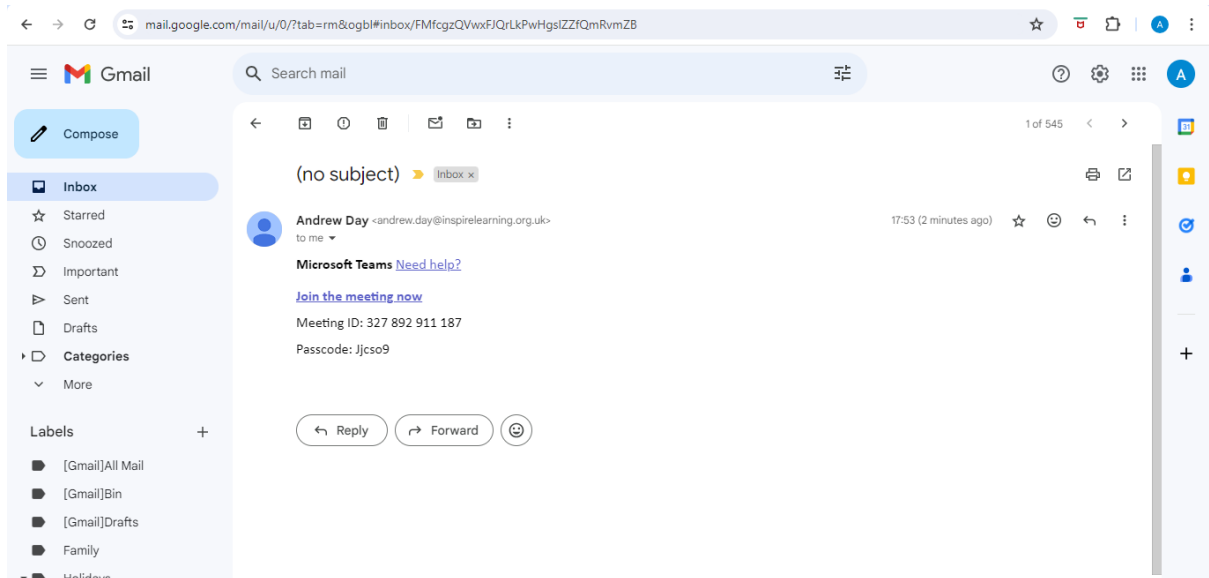 mail.google.com/mail/u/0/?tab=rm&ogbl#inbox/FMfcgzQVwxFJQrLkPwHgslZZfQmRvmZB
A
Gmail
Search mail
A
Compose
1 of 545
31
(no subject)
Inbox ×
Inbox
Starred
Andrew Day <andrew.day@inspirelearning.org.uk>
17:53 (2 minutes ago)
to me
Snoozed
Microsoft Teams Need help?
Important
Join the meeting now
Sent
Meeting ID: 327 892 911 187
Drafts
Passcode: Jjcso9
Categories
More
Reply
Forward
Labels
[Gmail]All Mail
[Gmail]Bin
[Gmail]Drafts
Family
Holidays